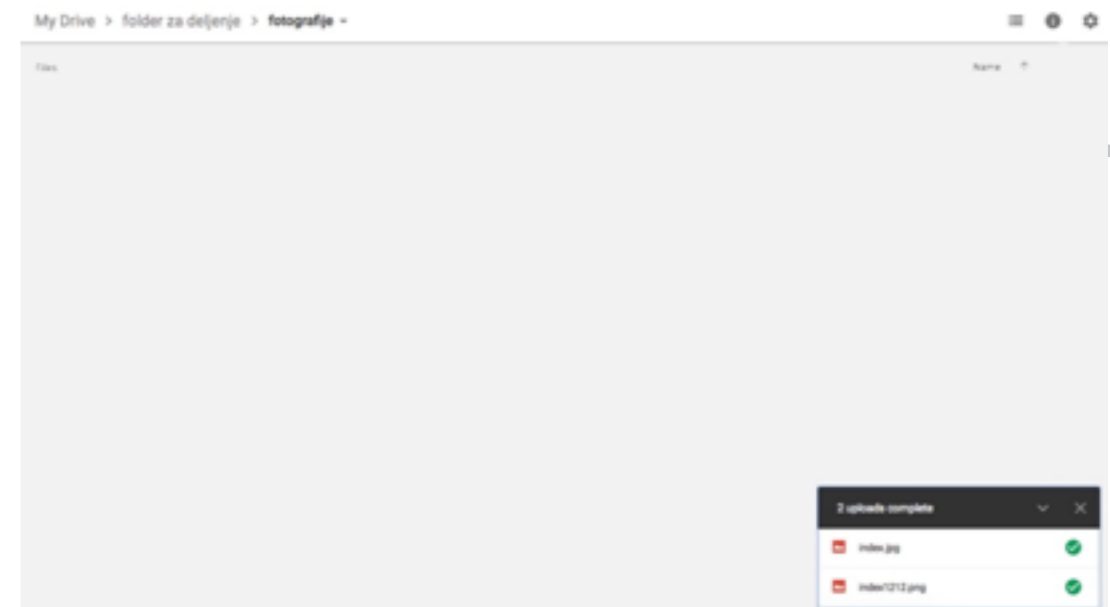 My Drive > folder za deljenje > fotografije
Files Name ↑
2 uploads complete
index.jpg
index1212.png